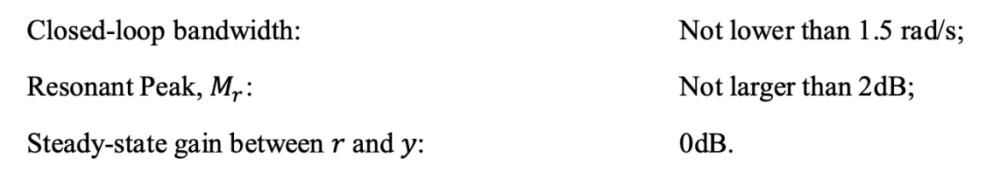 Closed-loop bandwidth: Not lower than 1.5 rad/s;
Resonant Peak, Mᵣ: Not larger than 2dB;
Steady-state gain between r and y: 0dB.